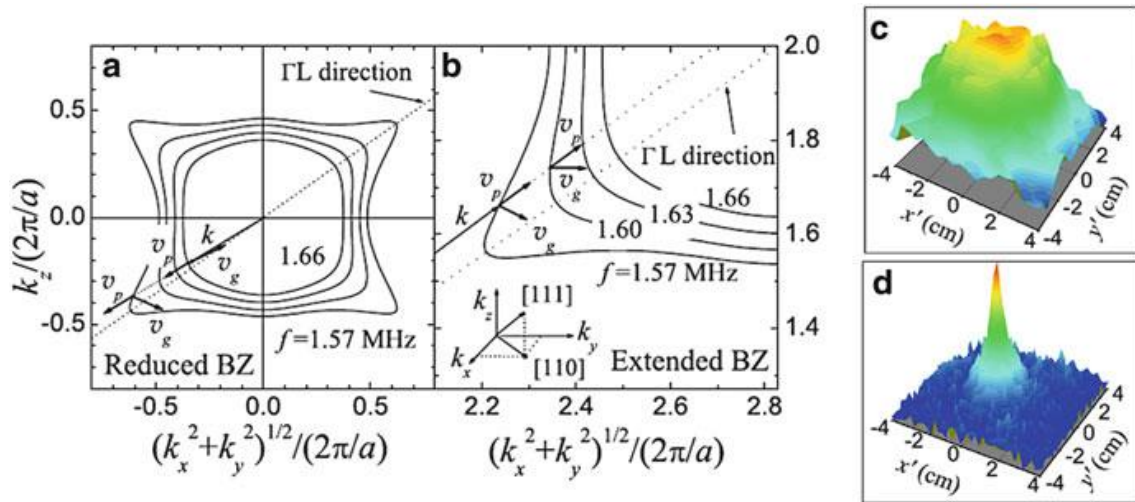 a
ΓL direction
0.5
0.0
-0.5
k_z/(2π/a)
v_p
k
v_g
1.66
v_p
v_g
f=1.57 MHz
Reduced BZ
-0.5
0.0
0.5
(k_x^2+k_y^2)^{1/2}/(2π/a)
b
2.0
1.8
1.6
1.4
v_p
ΓL direction
v_p
v_g
1.66
k
1.63
1.60
v_g
f=1.57 MHz
[111]
k_z
k_y
k_x
[110]
Extended BZ
2.2
2.4
2.6
2.8
(k_x^2+k_y^2)^{1/2}/(2π/a)
c
-4
-2
0
2
4
x′(cm)
-4
-2
0
2
4
y′(cm)
d
-4
-2
0
2
4
x′(cm)
-4
-2
0
2
4
y′(cm)